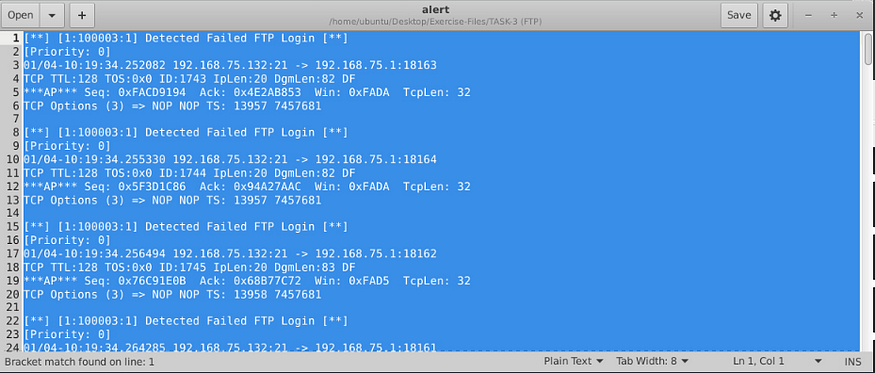 Open
alert
/home/ubuntu/Desktop/Exercise-Files/TASK-3 (FTP)
Save
1 [**] [1:100003:1] Detected Failed FTP Login [**]
2 [Priority: 0]
3 01/04-10:19:34.252082 192.168.75.132:21 -> 192.168.75.1:18163
4 TCP TTL:128 TOS:0x0 ID:1743 IpLen:20 DgmLen:82 DF
5 ***AP*** Seq: 0xFACD9194  Ack: 0x4E2AB853  Win: 0xFADA  TcpLen: 32
6 TCP Options (3) => NOP NOP TS: 13957 7457681
7
8 [**] [1:100003:1] Detected Failed FTP Login [**]
9 [Priority: 0]
10 01/04-10:19:34.255330 192.168.75.132:21 -> 192.168.75.1:18164
11 TCP TTL:128 TOS:0x0 ID:1744 IpLen:20 DgmLen:82 DF
12 ***AP*** Seq: 0x5F3D1C86  Ack: 0x94A27AAC  Win: 0xFADA  TcpLen: 32
13 TCP Options (3) => NOP NOP TS: 13957 7457681
14
15 [**] [1:100003:1] Detected Failed FTP Login [**]
16 [Priority: 0]
17 01/04-10:19:34.256494 192.168.75.132:21 -> 192.168.75.1:18162
18 TCP TTL:128 TOS:0x0 ID:1745 IpLen:20 DgmLen:83 DF
19 ***AP*** Seq: 0x76C91E0B  Ack: 0x68B77C72  Win: 0xFAD5  TcpLen: 32
20 TCP Options (3) => NOP NOP TS: 13958 7457681
21
22 [**] [1:100003:1] Detected Failed FTP Login [**]
23 [Priority: 0]
24 01/04-10:19:34.264285 192.168.75.132:21 -> 192.168.75.1:18161
Bracket match found on line: 1
Plain Text
Tab Width: 8
Ln 1, Col 1
INS